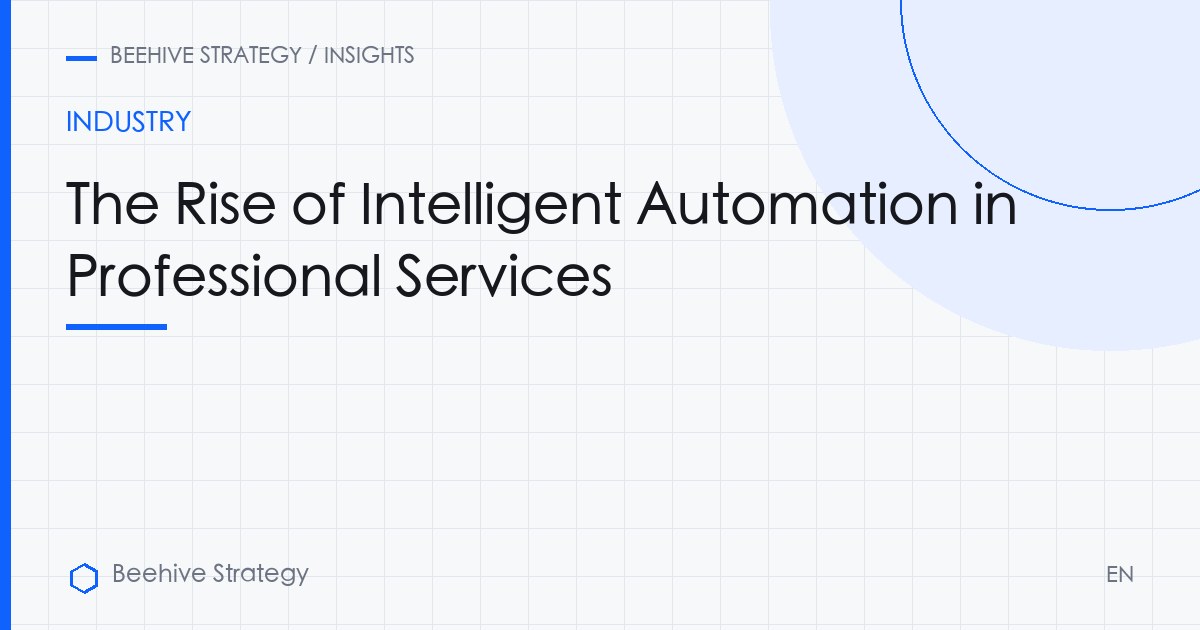 BEEHIVE STRATEGY / INSIGHTS
INDUSTRY
The Rise of Intelligent Automation in
Professional Services
Beehive Strategy
EN